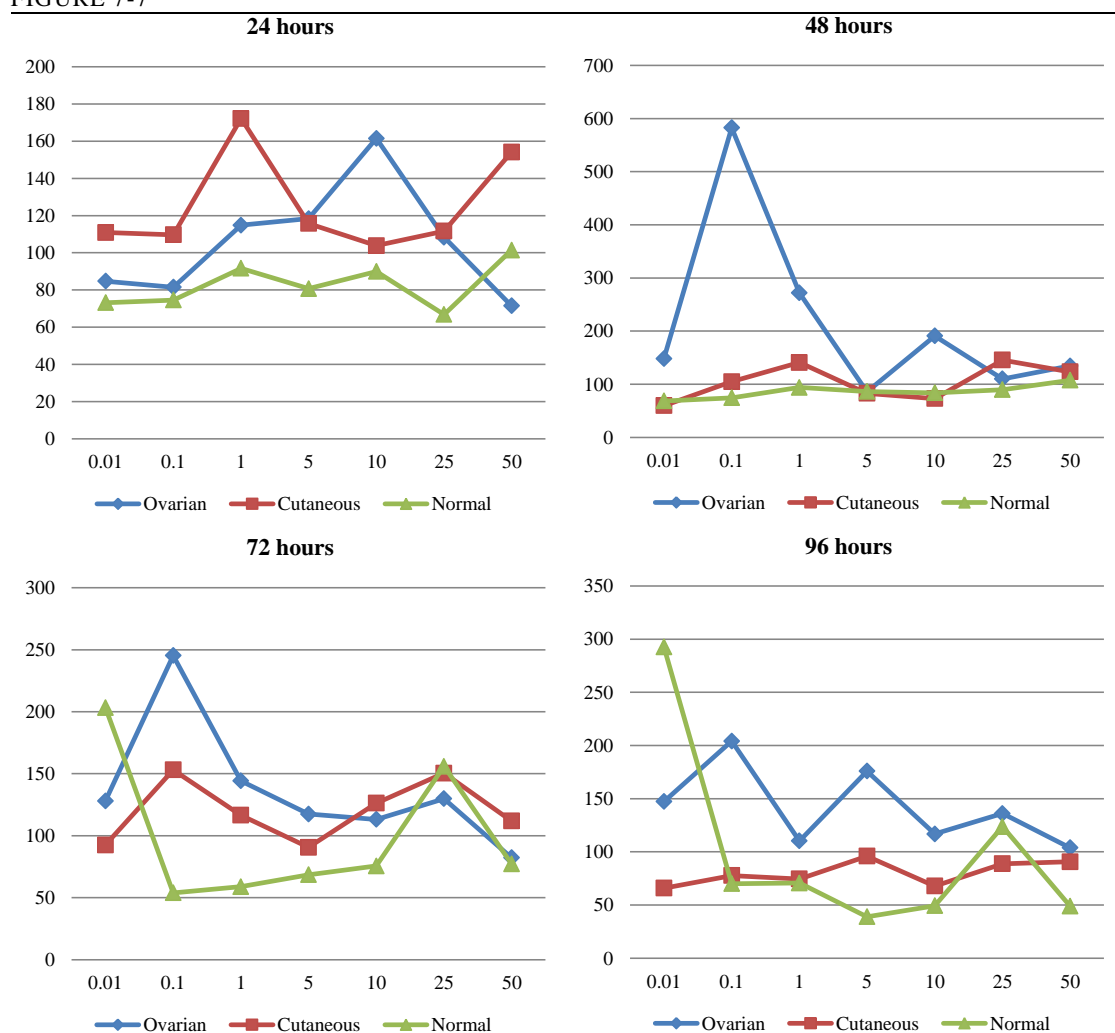 FIGURE 7-7
24 hours
200
180
160
140
120
100
80
60
40
20
0
0.01 0.1 1 5 10 25 50
Ovarian Cutaneous Normal
48 hours
700
600
500
400
300
200
100
0
0.01 0.1 1 5 10 25 50
Ovarian Cutaneous Normal
72 hours
300
250
200
150
100
50
0
0.01 0.1 1 5 10 25 50
Ovarian Cutaneous Normal
96 hours
350
300
250
200
150
100
50
0
0.01 0.1 1 5 10 25 50
Ovarian Cutaneous Normal